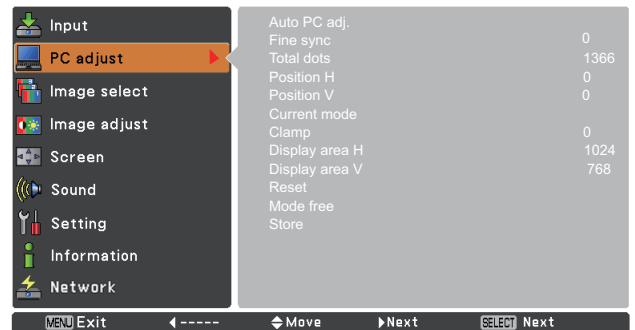 Input
PC adjust
Image select
Image adjust
Screen
Sound
Setting
Information
Network
Auto PC adj.
Fine sync 0
Total dots 1366
Position H 0
Position V 0
Current mode
Clamp 0
Display area H 1024
Display area V 768
Reset
Mode free
Store
MENU Exit ----- Move Next SELECT Next